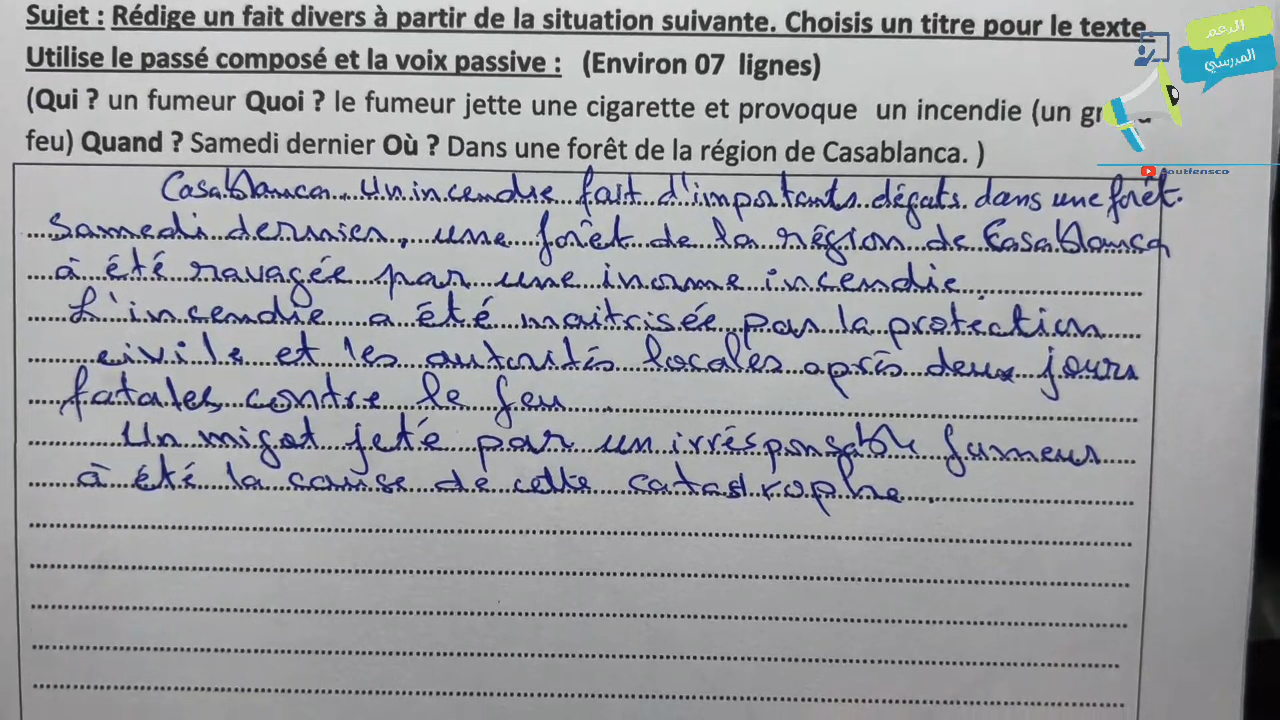 Sujet : Rédige un fait divers à partir de la situation suivante. Choisis un titre pour le texte.
Utilise le passé composé et la voix passive : (Environ 07 lignes)
(Qui ? un fumeur Quoi ? le fumeur jette une cigarette et provoque un incendie (un
feu) Quand ? Samedi dernier Où ? Dans une forêt de la région de Casablanca. )
Casablanca.. Un incendie fait d'importants dégats dans une forêt.
Samedi dernier, une forêt de la région de Casablanca
à été ravagée par une inorme incendie.
L'incendie a été maitrisée par la protection
civile et les autorités locales après deux jours
fatales contre le feu.
Un migot jeté par un irrésponsable fumeur
à été la cause de cette catastrophe.
الدعم
المدرسي